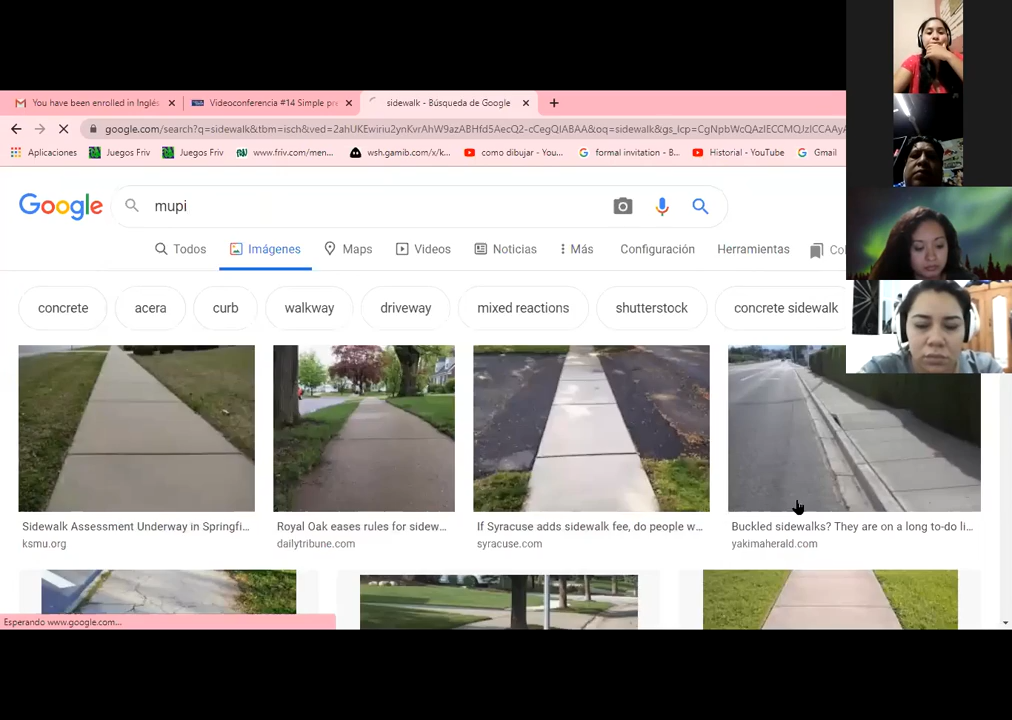 You have been enrolled in Inglés
Videoconferencia #14 Simple pre
sidewalk - Búsqueda de Google
google.com/search?q=sidewalk&tbm=isch&ved=2ahUKEwiriu2ynKvrAhW9azABHfd5AecQ2-cCegQIABAA&oq=sidewalk&gs_lcp=CgNpbWcQAzIECCMQJzIECCAAyA
Aplicaciones
Juegos Friv
Juegos Friv
www.friv.com/men...
wsh.gamib.com/x/k...
como dibujar - You...
formal invitation - B...
Historial - YouTube
Gmail
Google
mupi
Todos
Imágenes
Maps
Videos
Noticias
Más
Configuración
Herramientas
Col
concrete
acera
curb
walkway
driveway
mixed reactions
shutterstock
concrete sidewalk
Sidewalk Assessment Underway in Springfi...
ksmu.org
Royal Oak eases rules for sidew...
dailytribune.com
If Syracuse adds sidewalk fee, do people w...
syracuse.com
Buckled sidewalks? They are on a long to-do li...
yakimaherald.com
Esperando www.google.com...